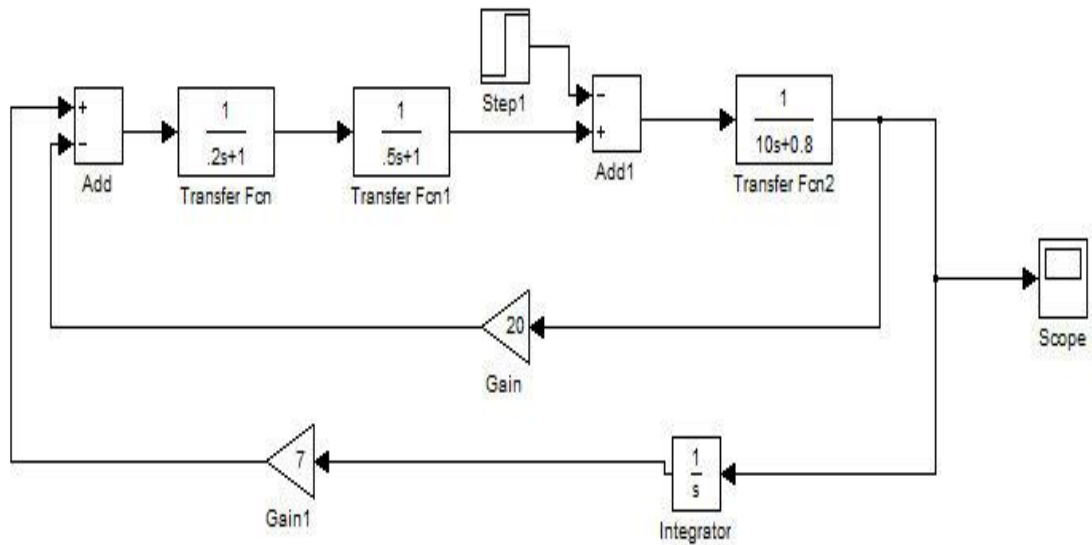 Step1
+
−
Add
1
.2s+1
Transfer Fcn
1
.5s+1
Transfer Fcn1
−
+
Add1
1
10s+0.8
Transfer Fcn2
Scope
20
Gain
7
Gain1
1
s
Integrator